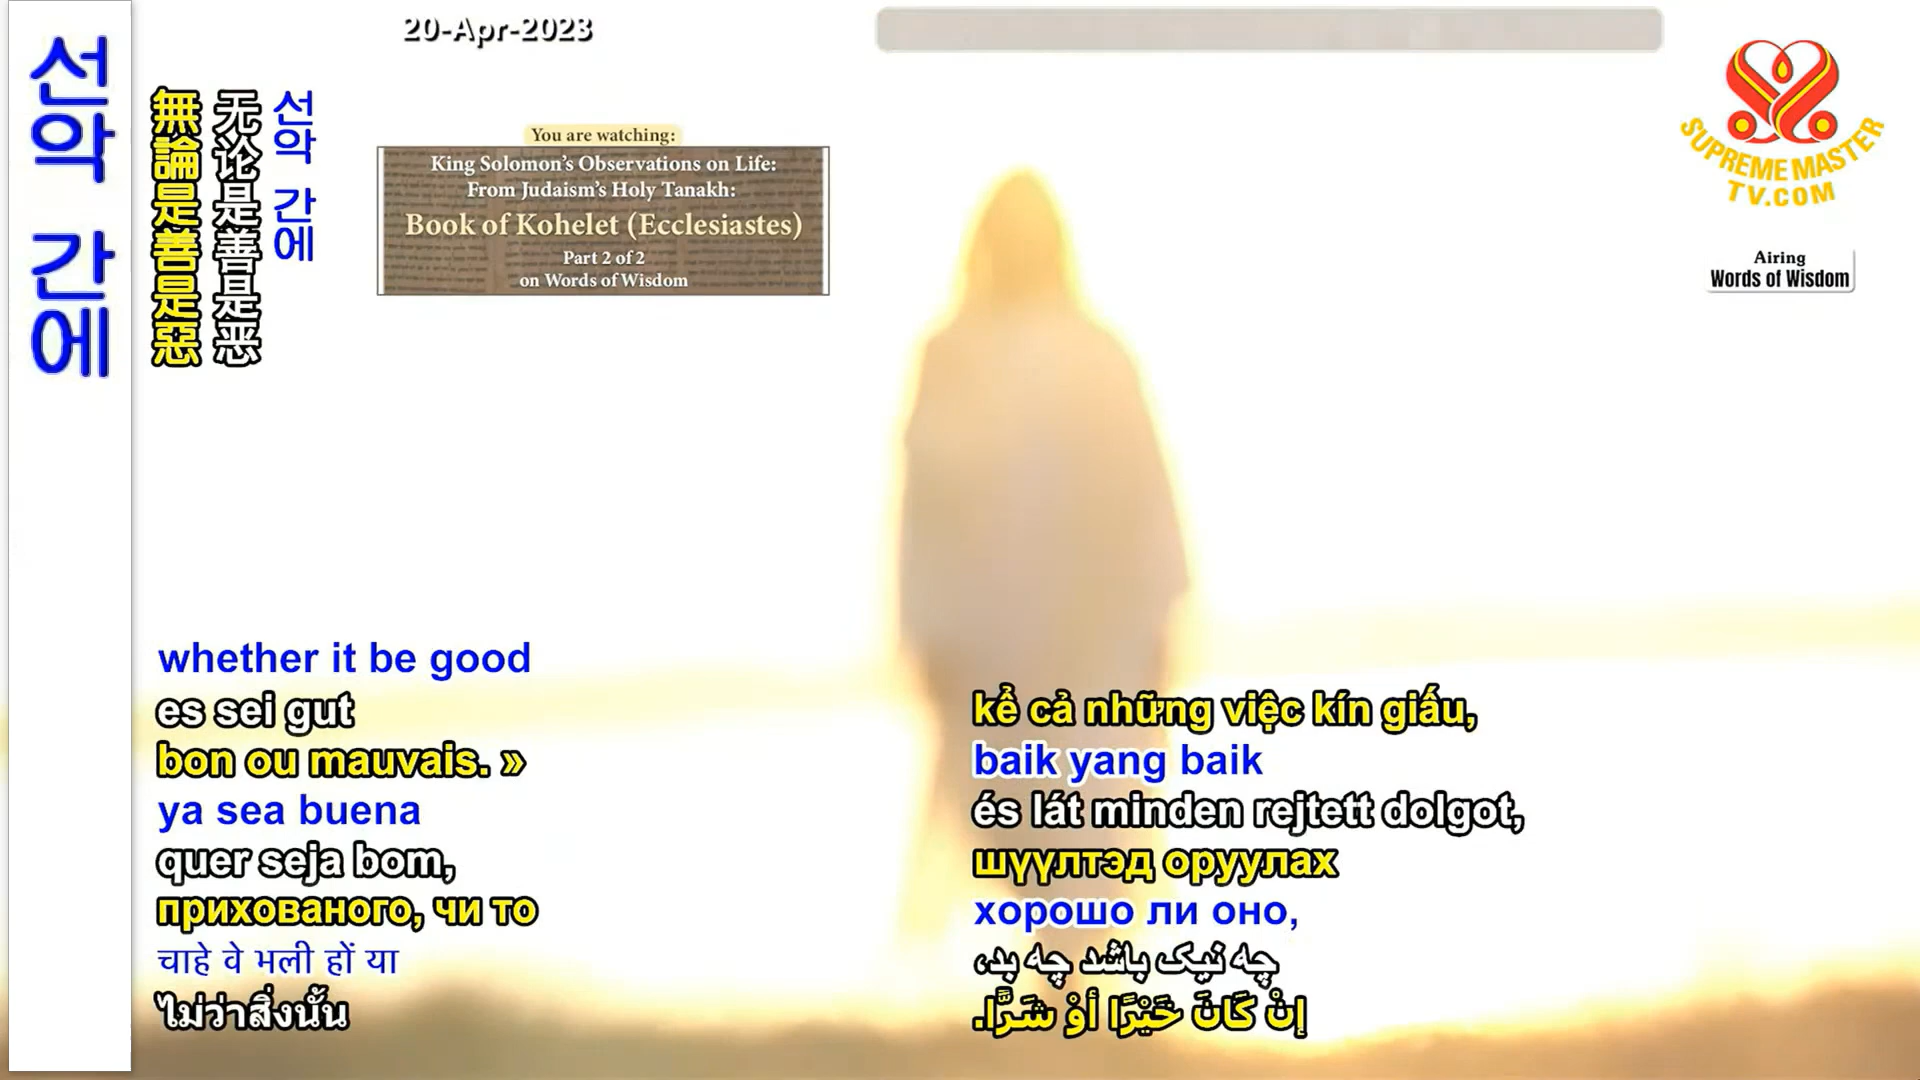 20-Apr-2023
선악 간에
無論是善是惡
无论是善是恶
선악 간에
You are watching:
King Solomon's Observations on Life:
From Judaism's Holy Tanakh:
Book of Kohelet (Ecclesiastes)
Part 2 of 2
on Words of Wisdom
SUPREME MASTER
TV.COM
Airing
Words of Wisdom
whether it be good
es sei gut
bon ou mauvais. »
ya sea buena
quer seja bom,
прихованого, чи то
चाहे वे भली हों या
ไม่ว่าสิ่งนั้น
kể cả những việc kín giấu,
baik yang baik
és lát minden rejtett dolgot,
шүүлтэд оруулах
хорошо ли оно,
چه نیک باشد چه بد،
إِنْ كَانَ خَيْرًا أَوْ شَرًّا.